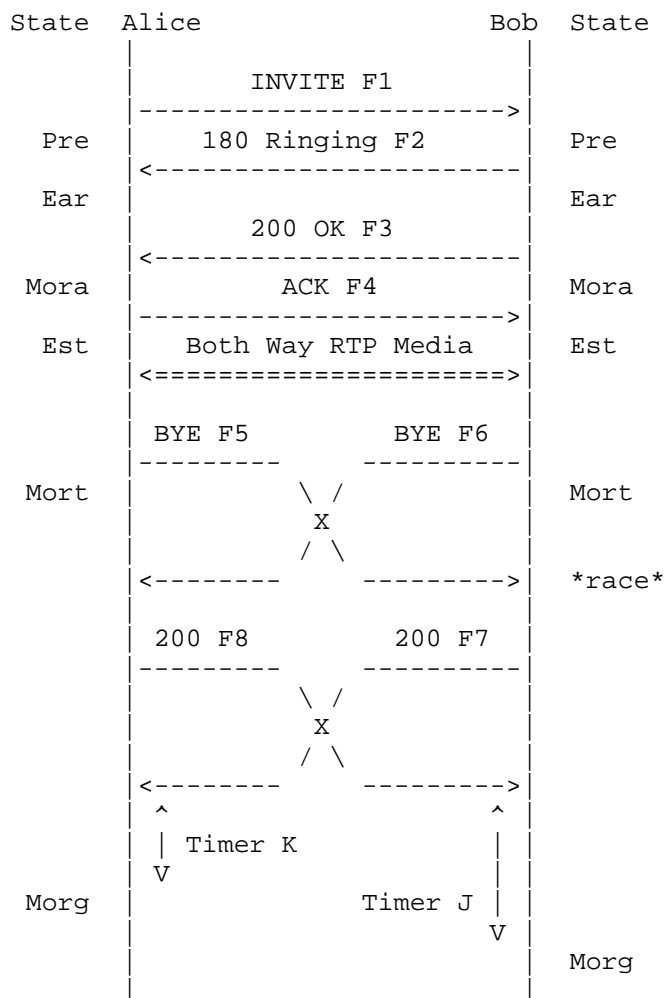 State Alice Bob State
INVITE F1
Pre 180 Ringing F2 Pre
Ear Ear
200 OK F3
Mora ACK F4 Mora
Est Both Way RTP Media Est
BYE F5 BYE F6
Mort Mort
X
*race*
200 F8 200 F7
X
Timer K
Morg Timer J
Morg